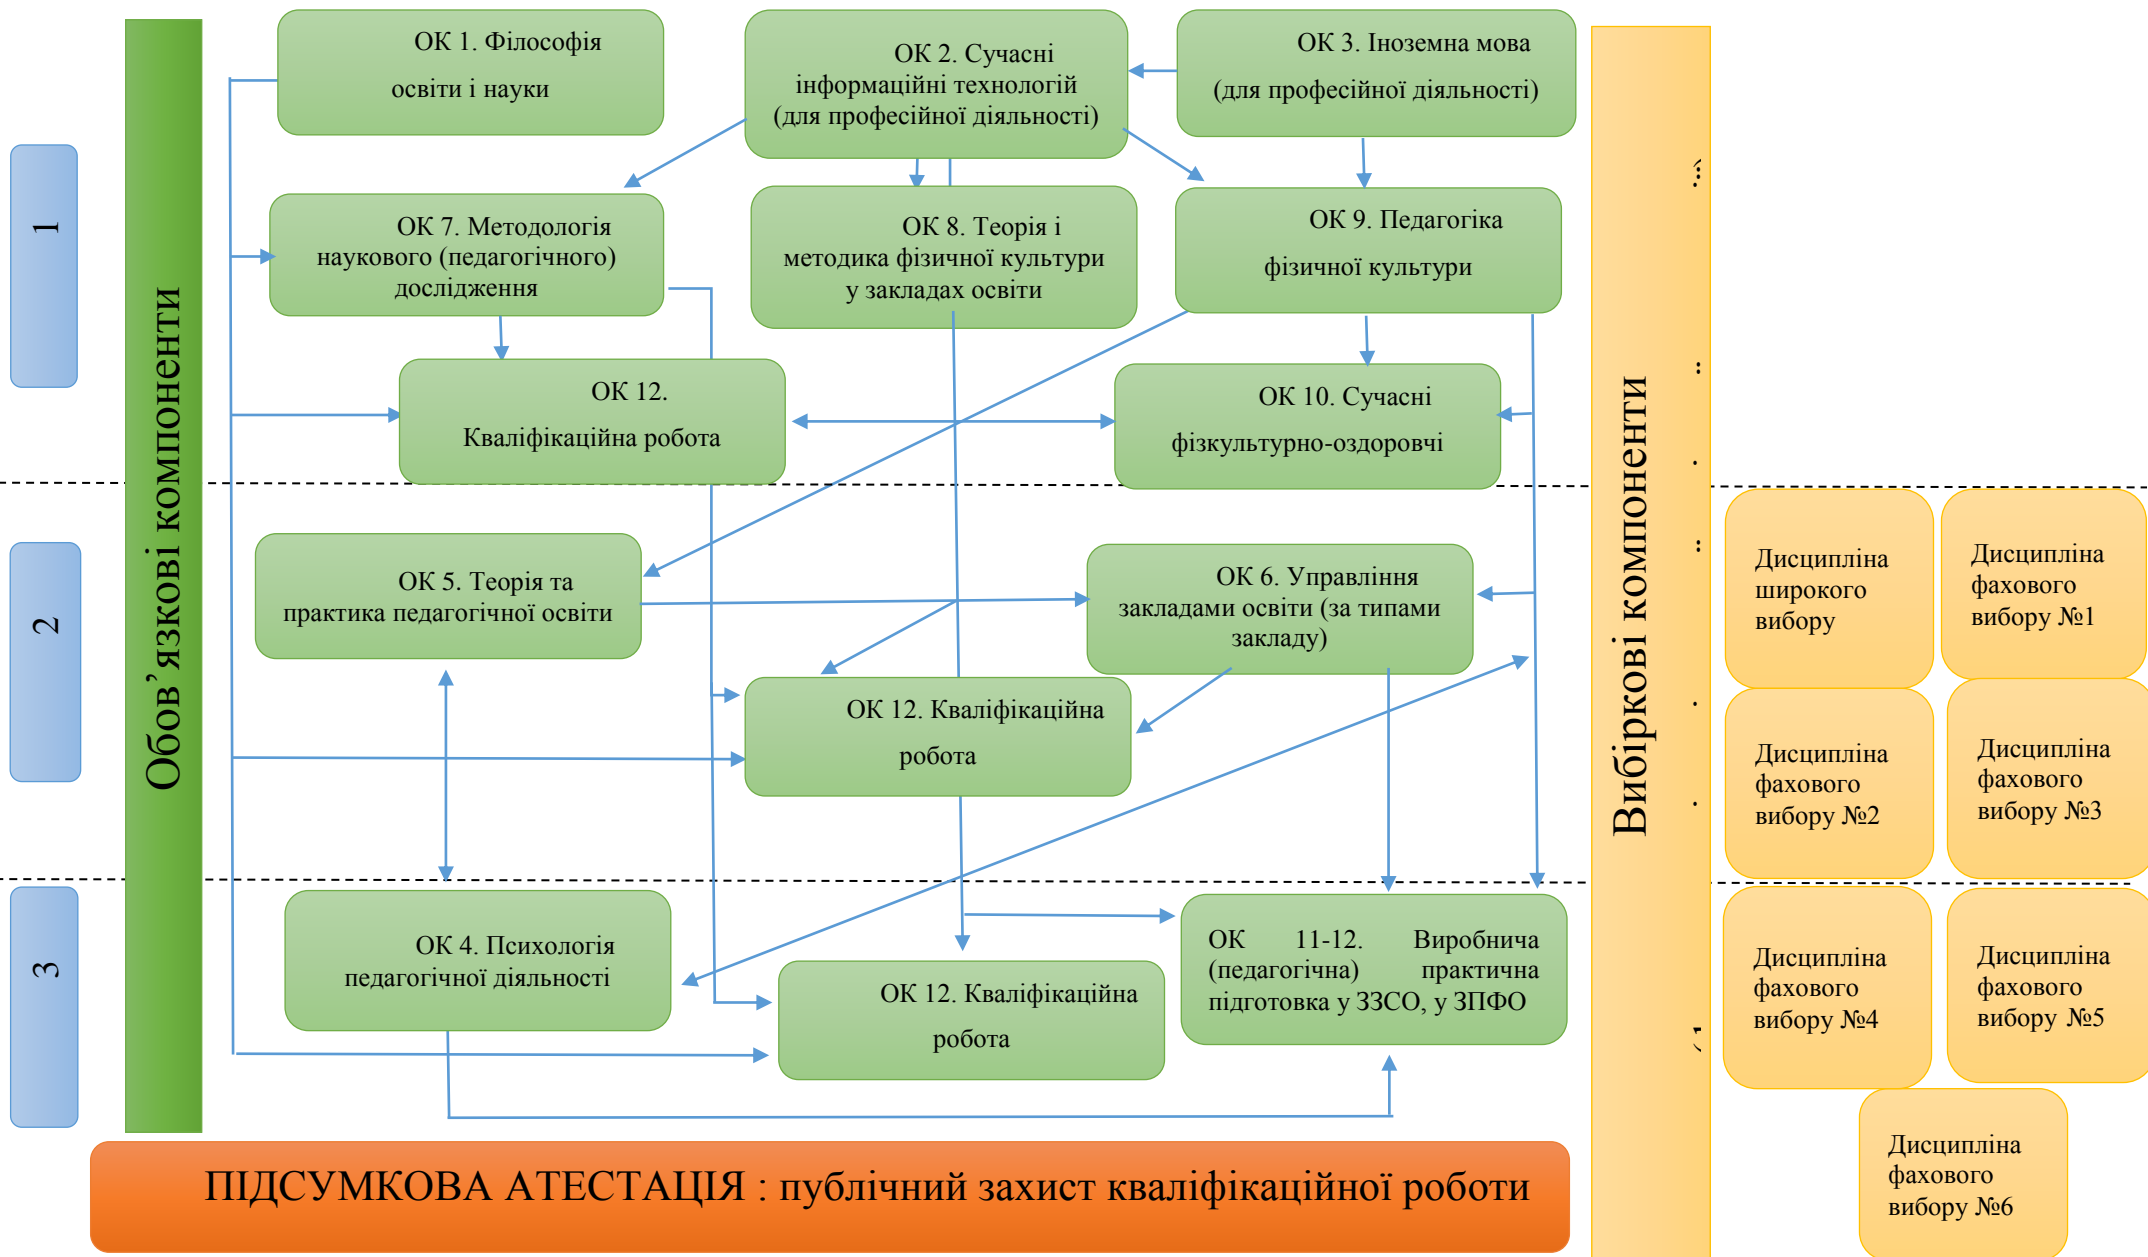 ОК 1. Філософія
освіти і науки
ОК 2. Сучасні
інформаційні технологій
(для професійної діяльності)
ОК 3. Іноземна мова
(для професійної діяльності)
1
Обов’язкові компоненти
ОК 7. Методологія
наукового (педагогічного)
дослідження
ОК 8. Теорія і
методика фізичної культури
у закладах освіти
ОК 9. Педагогіка
фізичної культури
ОК 12.
Кваліфікаційна робота
ОК 10. Сучасні
фізкультурно-оздоровчі
Вибіркові компоненти
2
ОК 5. Теорія та
практика педагогічної освіти
ОК 6. Управління
закладами освіти (за типами
закладу)
ОК 12. Кваліфікаційна
робота
Дисципліна
широкого
вибору
Дисципліна
фахового
вибору №1
Дисципліна
фахового
вибору №2
Дисципліна
фахового
вибору №3
3
ОК 4. Психологія
педагогічної діяльності
ОК 12. Кваліфікаційна
робота
ОК 11-12. Виробнича
(педагогічна) практична
підготовка у ЗЗСО, у ЗПФО
Дисципліна
фахового
вибору №4
Дисципліна
фахового
вибору №5
Дисципліна
фахового
вибору №6
ПІДСУМКОВА АТЕСТАЦІЯ : публічний захист кваліфікаційної роботи